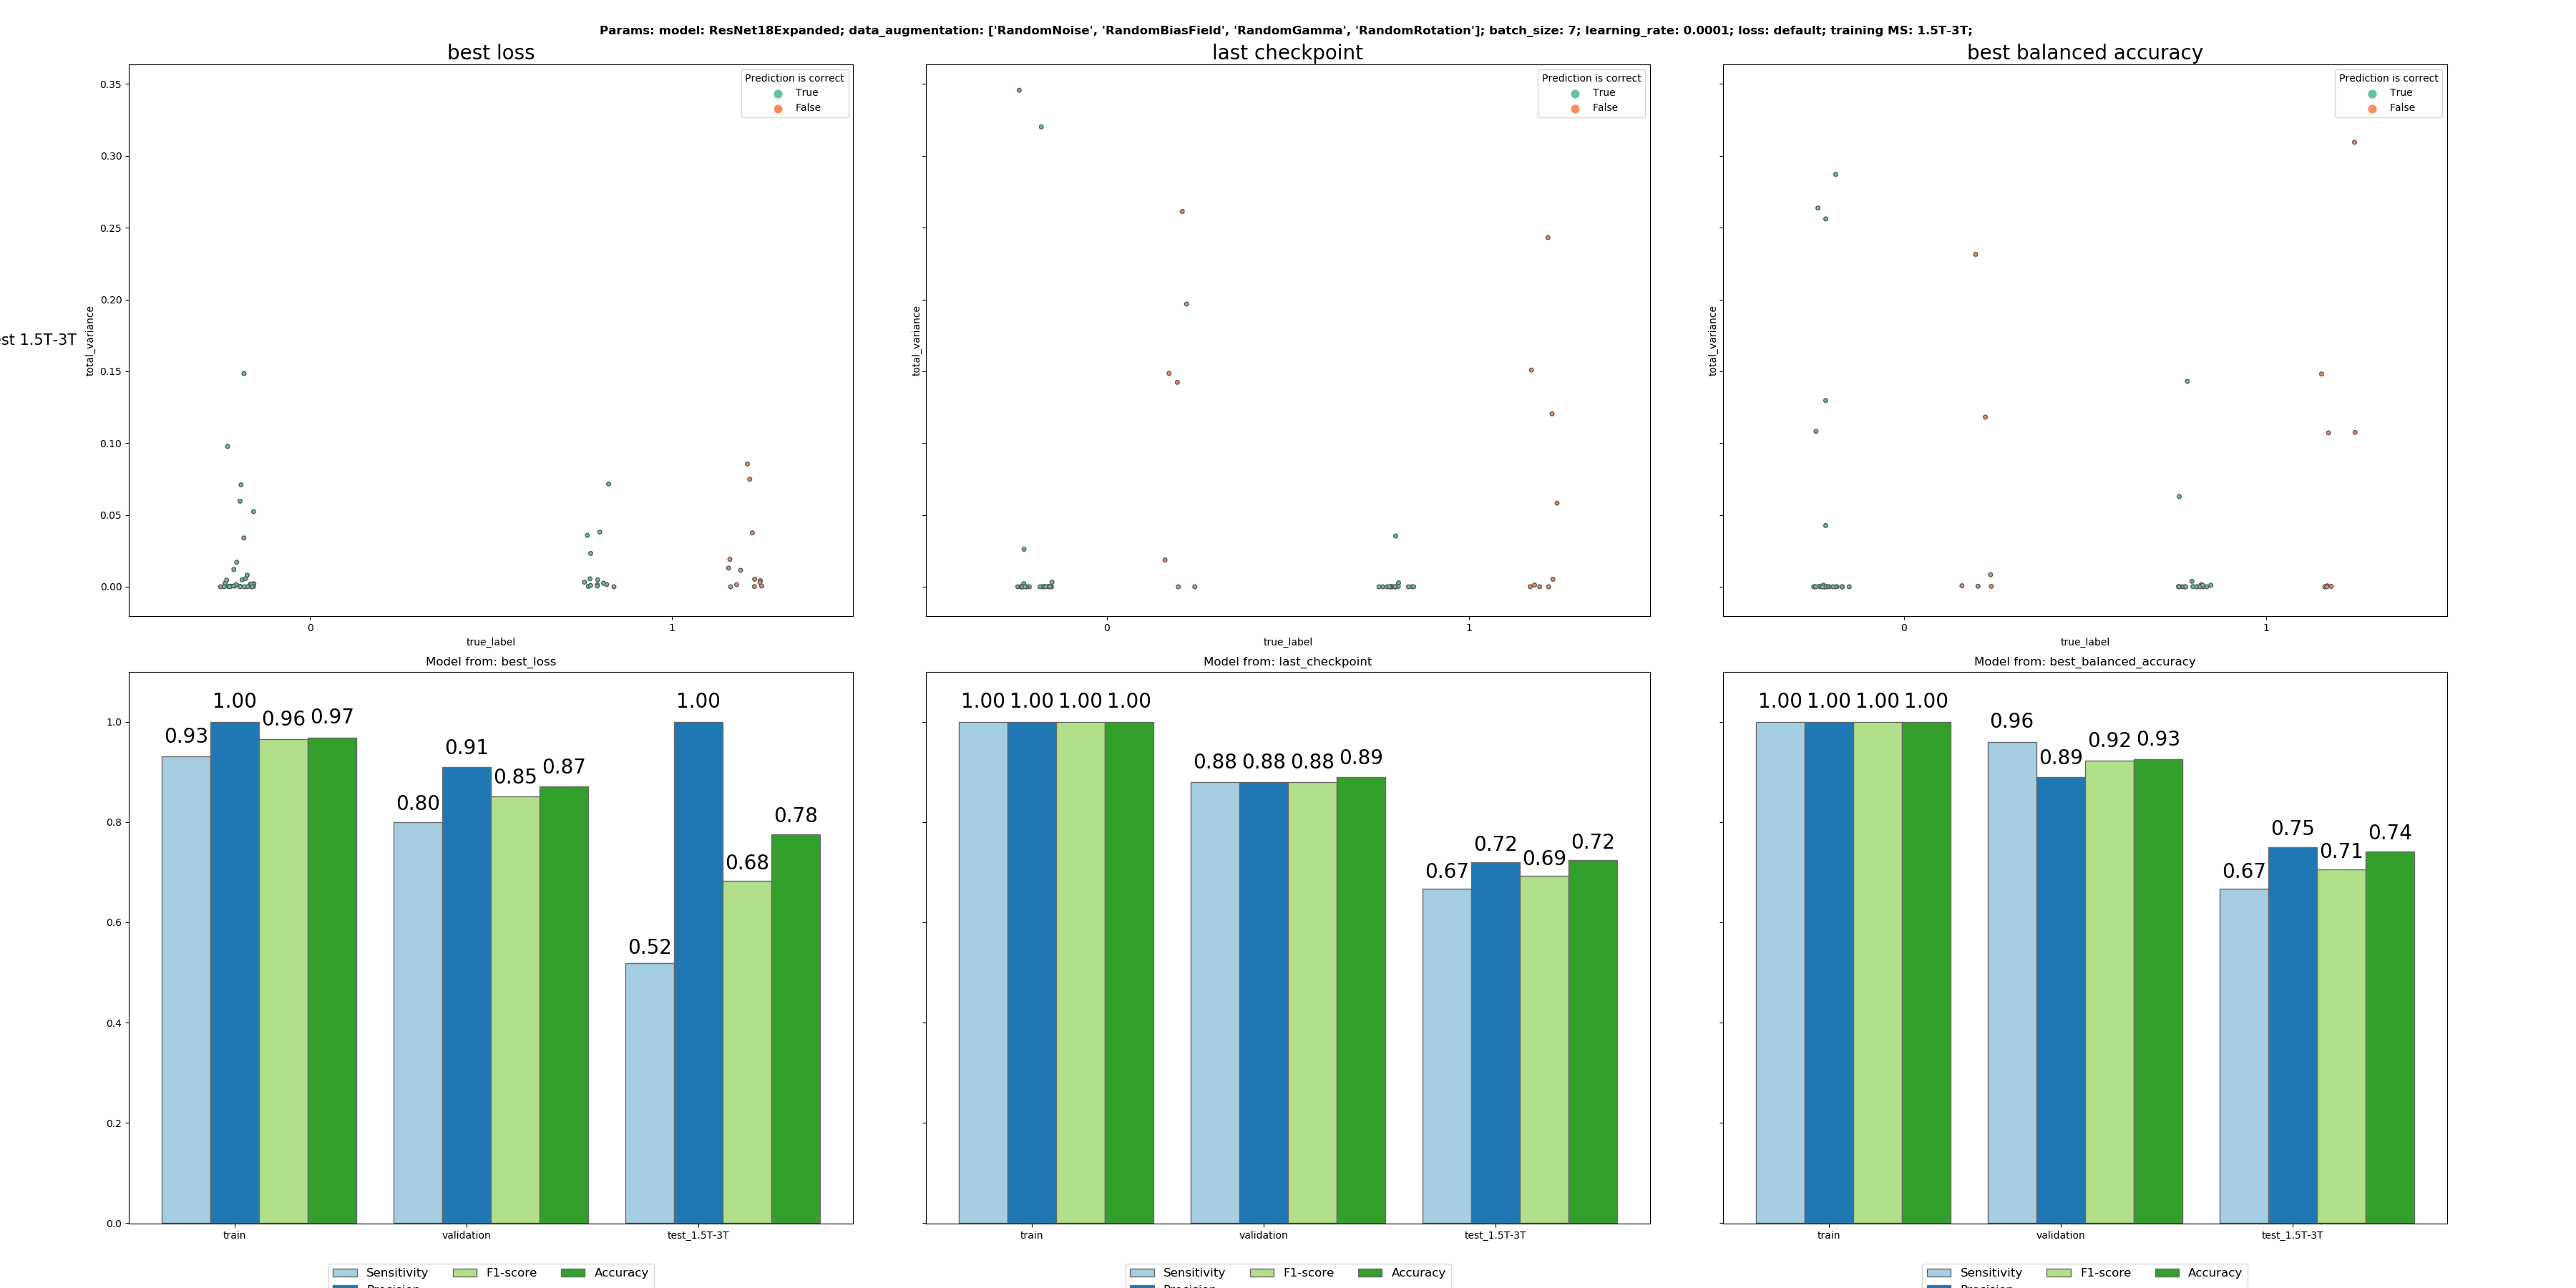 Params: model: ResNet18Expanded; data_augmentation: ['RandomNoise', 'RandomBiasField', 'RandomGamma', 'RandomRotation']; batch_size: 7; learning_rate: 0.0001; loss: default; training MS: 1.5T-3T;
best loss
last checkpoint
best balanced accuracy
Prediction is correct
True
False
Prediction is correct
True
False
Prediction is correct
True
False
0.35
0.30
0.25
0.20
0.15
0.10
0.05
0.00
est 1.5T-3T
total_variance
total_variance
total_variance
0 1
0 1
0 1
true_label
true_label
true_label
Model from: best_loss
Model from: last_checkpoint
Model from: best_balanced_accuracy
1.0
0.8
0.6
0.4
0.2
0.0
0.93 1.00 0.96 0.97
0.80 0.91 0.85 0.87
0.52 1.00 0.68 0.78
1.00 1.00 1.00 1.00
0.88 0.88 0.88 0.89
0.67 0.72 0.69 0.72
1.00 1.00 1.00 1.00
0.96 0.89 0.92 0.93
0.67 0.75 0.71 0.74
train validation test_1.5T-3T
train validation test_1.5T-3T
train validation test_1.5T-3T
Sensitivity F1-score Accuracy
Precision
Sensitivity F1-score Accuracy
Precision
Sensitivity F1-score Accuracy
Precision